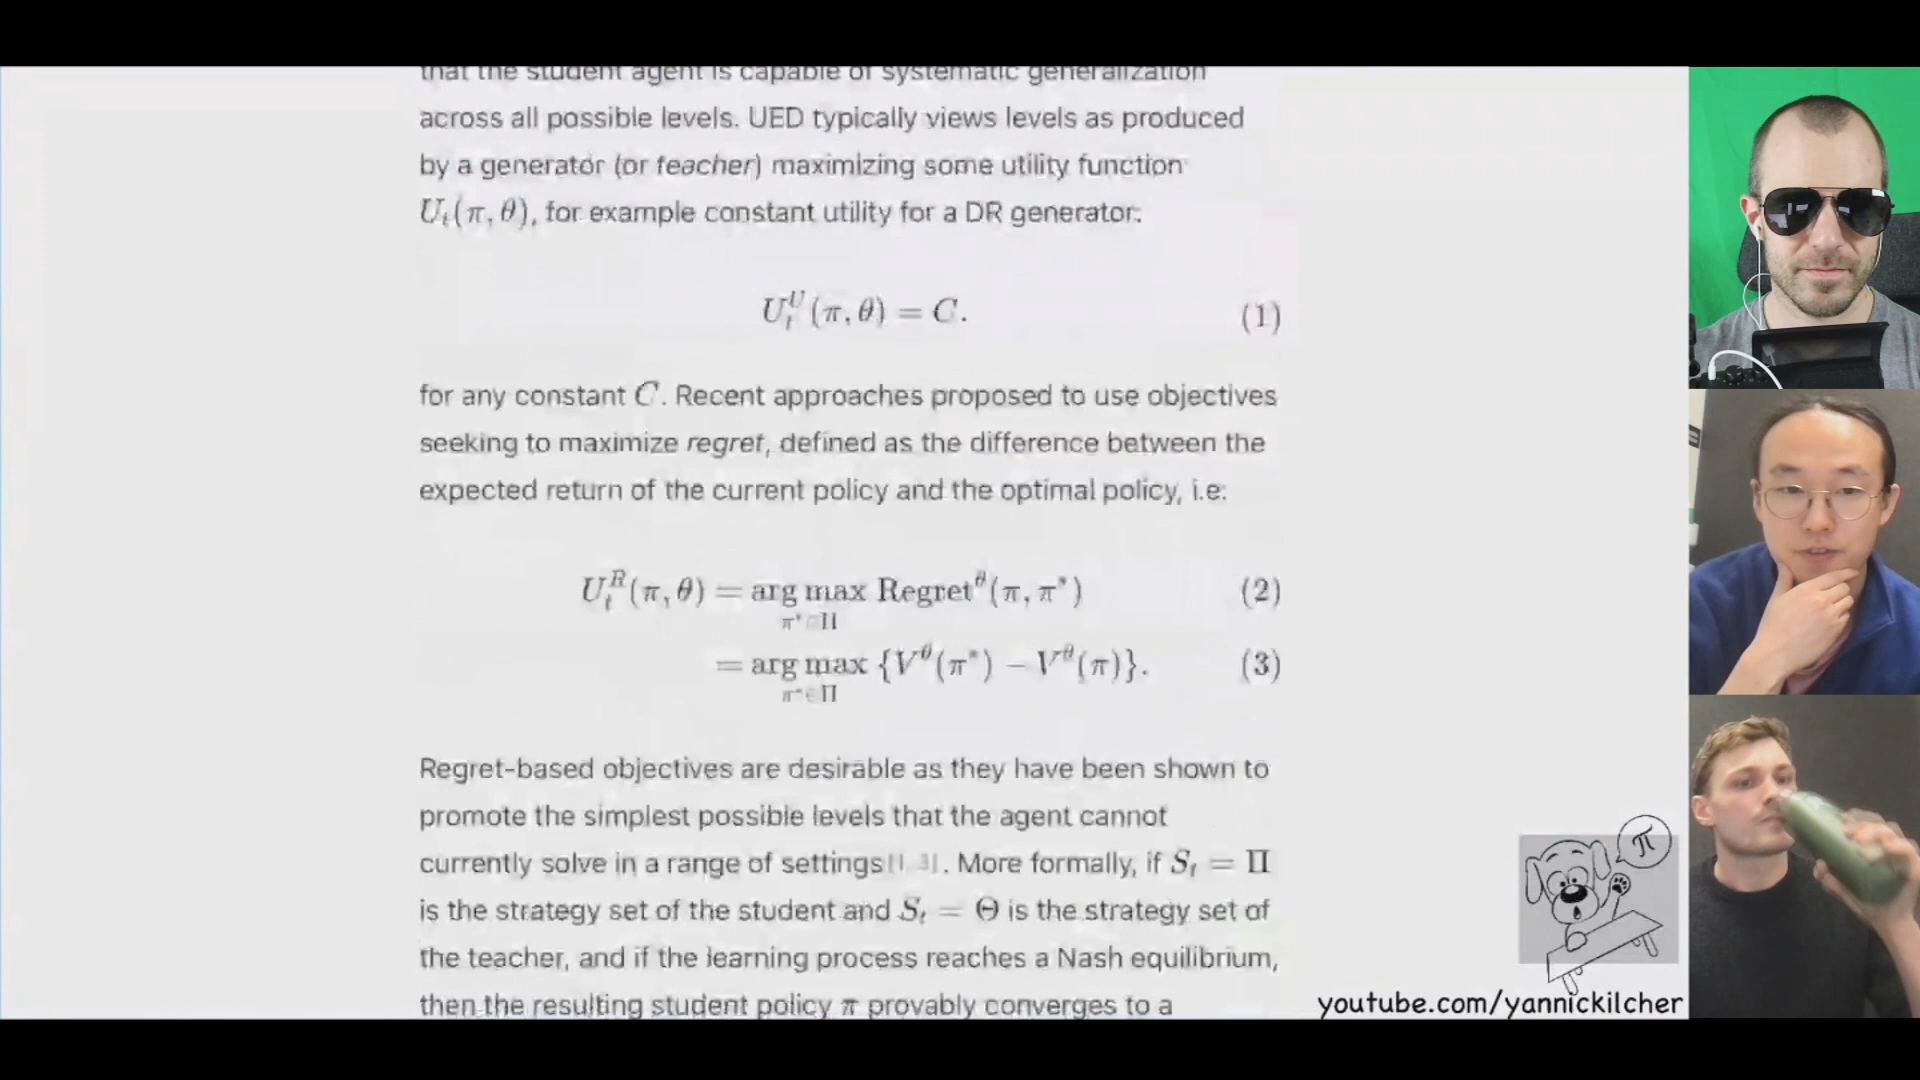 that the student agent is capable of systematic generalization
across all possible levels. UED typically views levels as produced
by a generator (or teacher) maximizing some utility function
Uₜ(π, θ), for example constant utility for a DR generator:
Uₜᵁ(π, θ) = C. (1)
for any constant C. Recent approaches proposed to use objectives
seeking to maximize regret, defined as the difference between the
expected return of the current policy and the optimal policy, i.e:
Uₜᴿ(π, θ) = arg max Regret^θ(π, π*) (2)
π*∈Π
= arg max {V^θ(π*) − V^θ(π)}. (3)
π*∈Π
Regret-based objectives are desirable as they have been shown to
promote the simplest possible levels that the agent cannot
currently solve in a range of settings. More formally, if Sₜ = Π
is the strategy set of the student and Sₜ = Θ is the strategy set of
the teacher, and if the learning process reaches a Nash equilibrium,
then the resulting student policy π provably converges to a
π
youtube.com/yannickilcher